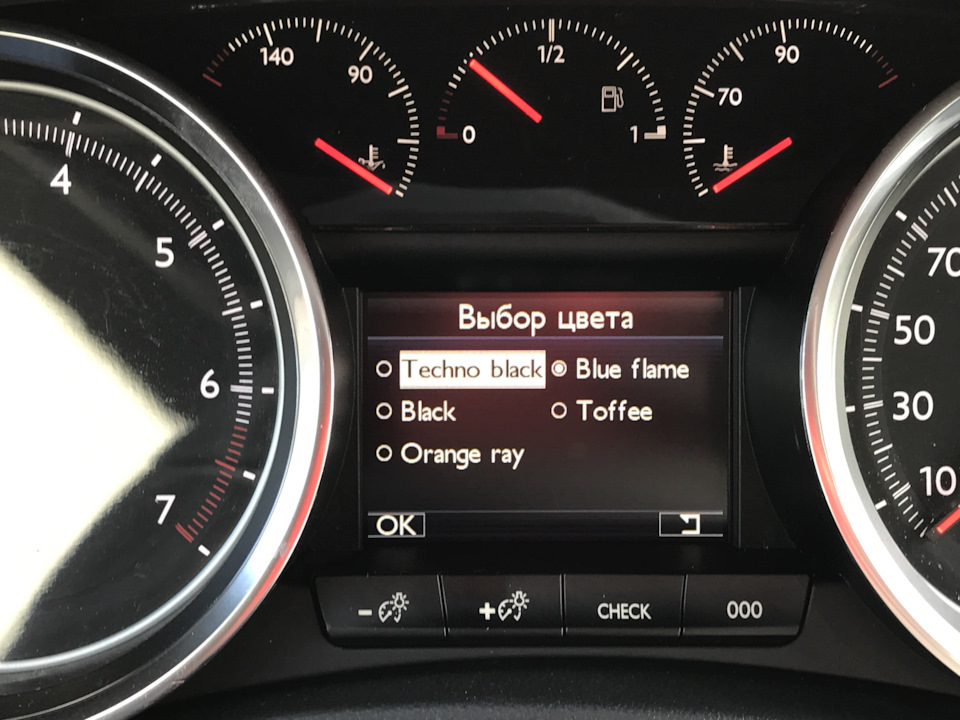 140
90
1/2
0
1
90
70
4
5
6
7
70
50
30
10
Выбор цвета
Techno black Blue flame
Black Toffee
Orange ray
OK
- + CHECK 000